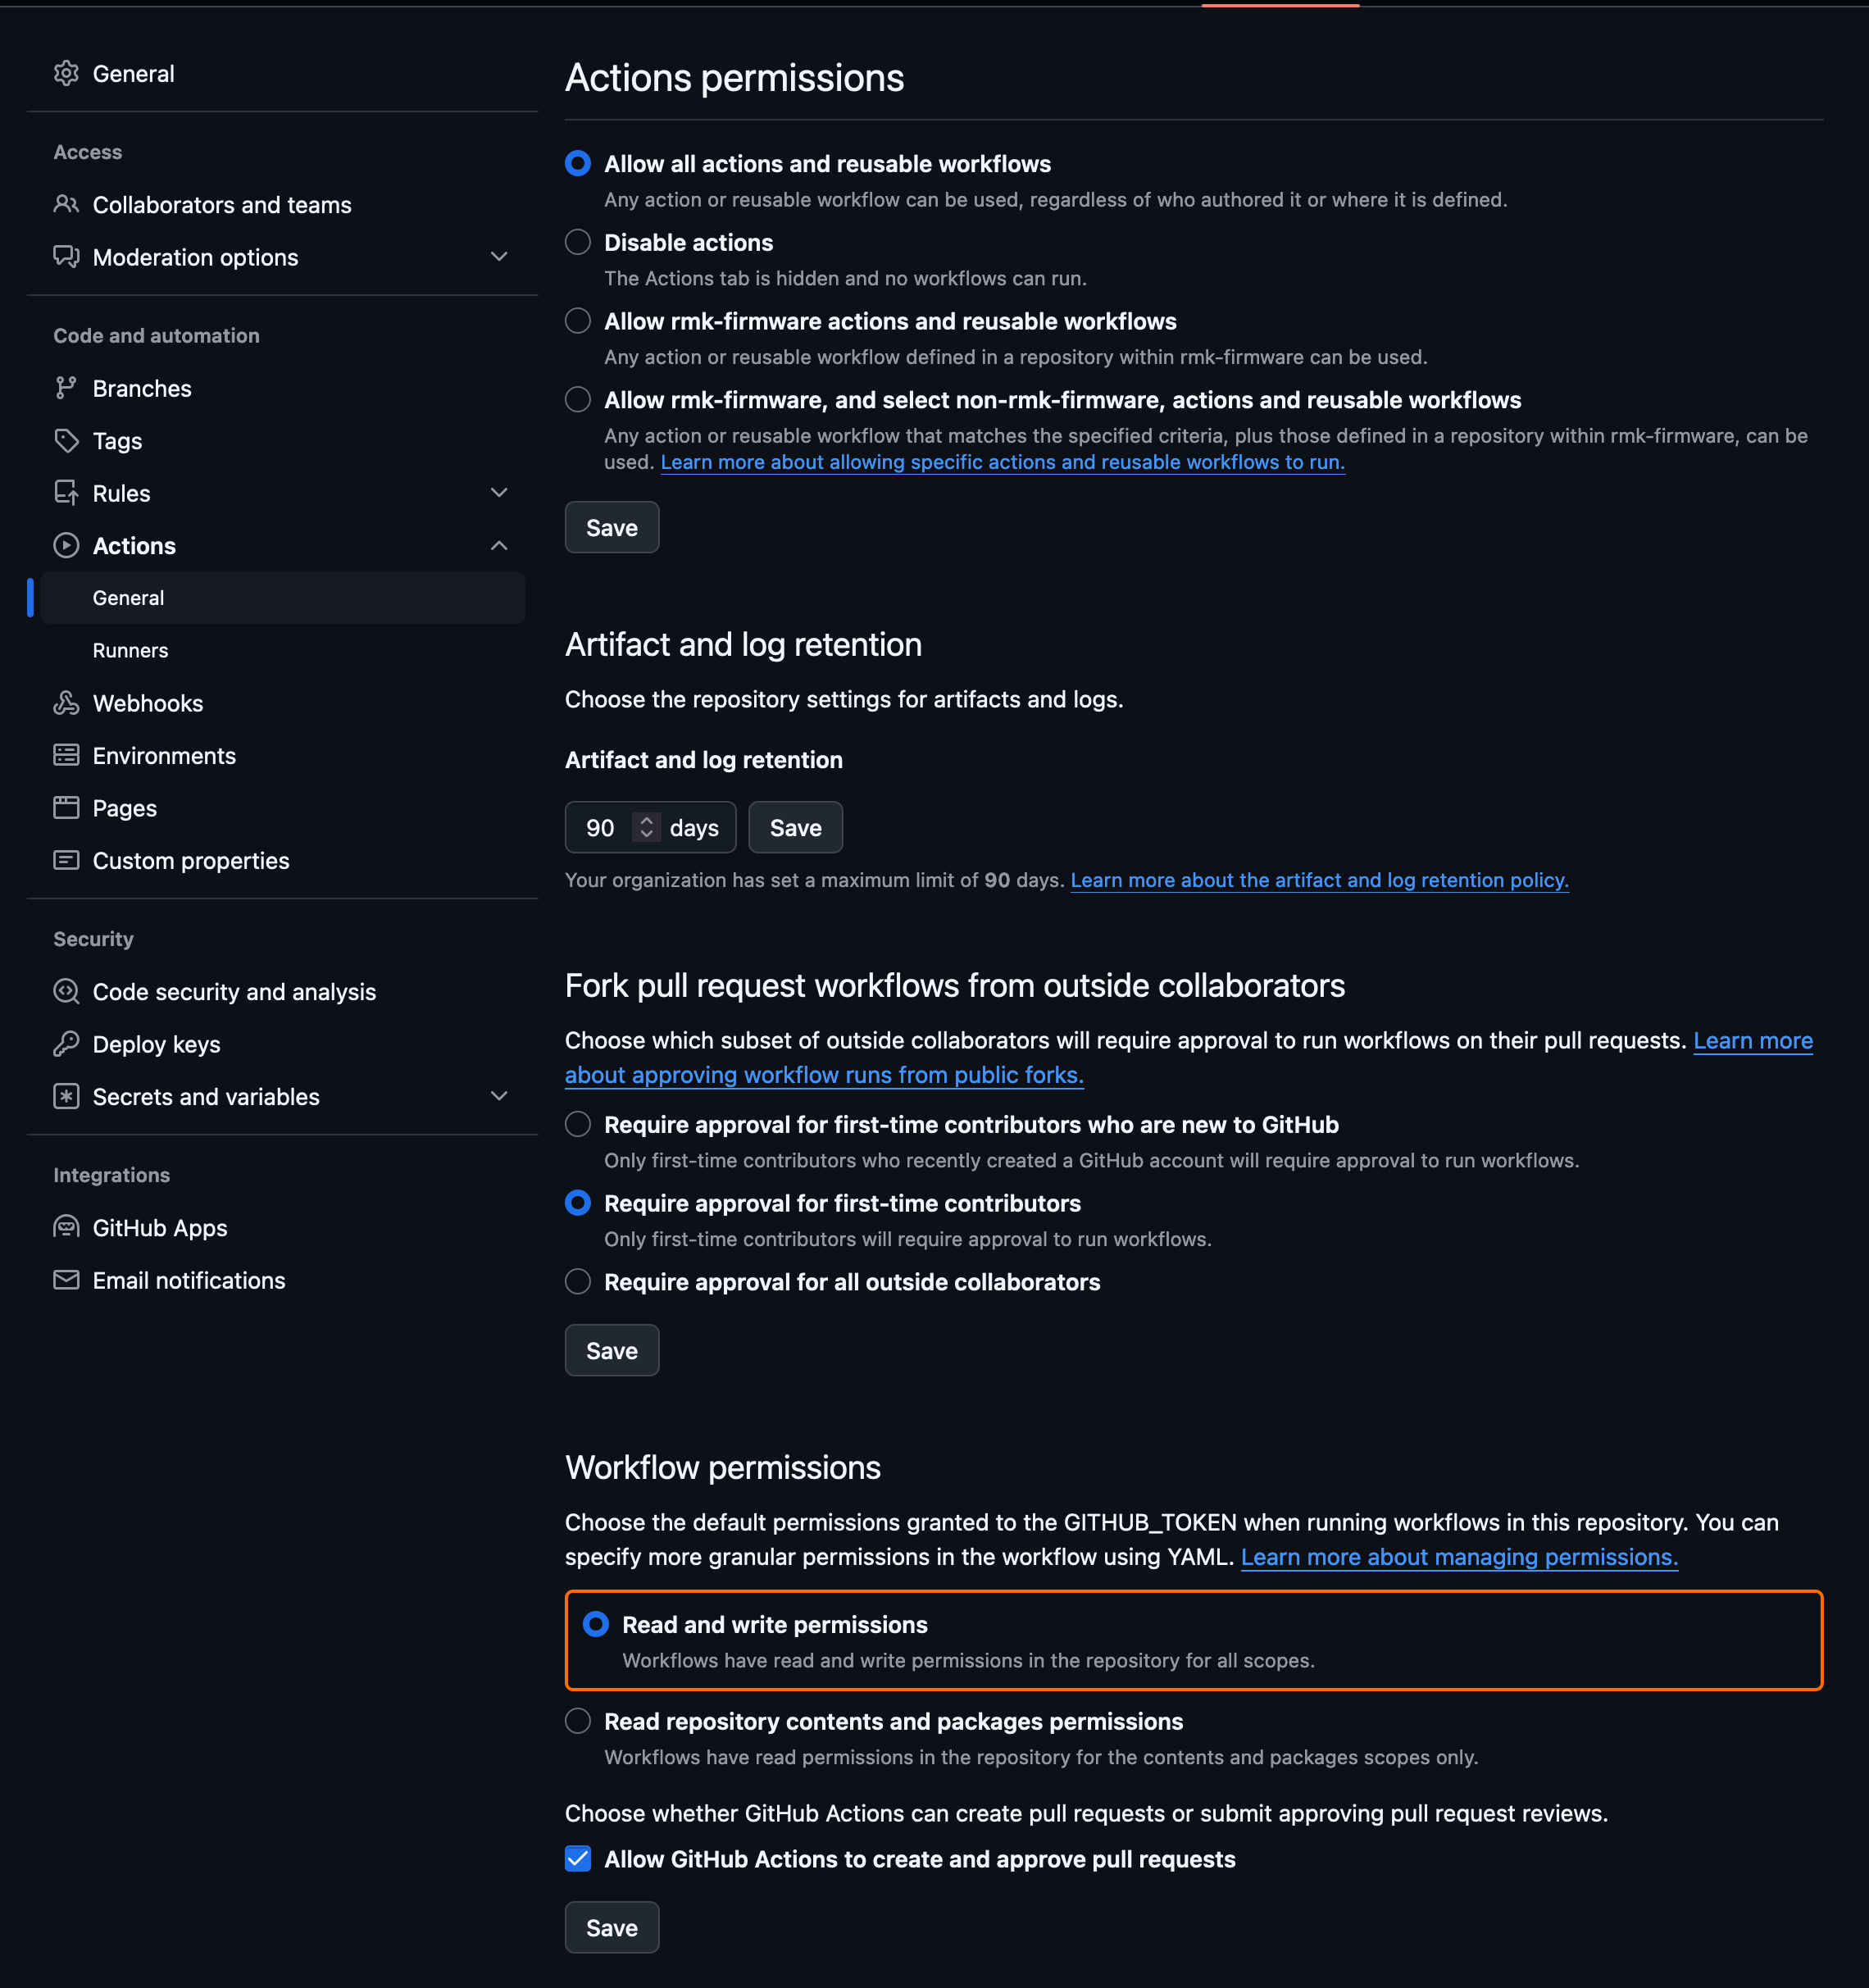 General
Access
Collaborators and teams
Moderation options
Code and automation
Branches
Tags
Rules
Actions
General
Runners
Webhooks
Environments
Pages
Custom properties
Security
Code security and analysis
Deploy keys
Secrets and variables
Integrations
GitHub Apps
Email notifications
Actions permissions
Allow all actions and reusable workflows
Any action or reusable workflow can be used, regardless of who authored it or where it is defined.
Disable actions
The Actions tab is hidden and no workflows can run.
Allow rmk-firmware actions and reusable workflows
Any action or reusable workflow defined in a repository within rmk-firmware can be used.
Allow rmk-firmware, and select non-rmk-firmware, actions and reusable workflows
Any action or reusable workflow that matches the specified criteria, plus those defined in a repository within rmk-firmware, can be
used. Learn more about allowing specific actions and reusable workflows to run.
Save
Artifact and log retention
Choose the repository settings for artifacts and logs.
Artifact and log retention
90 days Save
Your organization has set a maximum limit of 90 days. Learn more about the artifact and log retention policy.
Fork pull request workflows from outside collaborators
Choose which subset of outside collaborators will require approval to run workflows on their pull requests. Learn more
about approving workflow runs from public forks.
Require approval for first-time contributors who are new to GitHub
Only first-time contributors who recently created a GitHub account will require approval to run workflows.
Require approval for first-time contributors
Only first-time contributors will require approval to run workflows.
Require approval for all outside collaborators
Save
Workflow permissions
Choose the default permissions granted to the GITHUB_TOKEN when running workflows in this repository. You can
specify more granular permissions in the workflow using YAML. Learn more about managing permissions.
Read and write permissions
Workflows have read and write permissions in the repository for all scopes.
Read repository contents and packages permissions
Workflows have read permissions in the repository for the contents and packages scopes only.
Choose whether GitHub Actions can create pull requests or submit approving pull request reviews.
Allow GitHub Actions to create and approve pull requests
Save